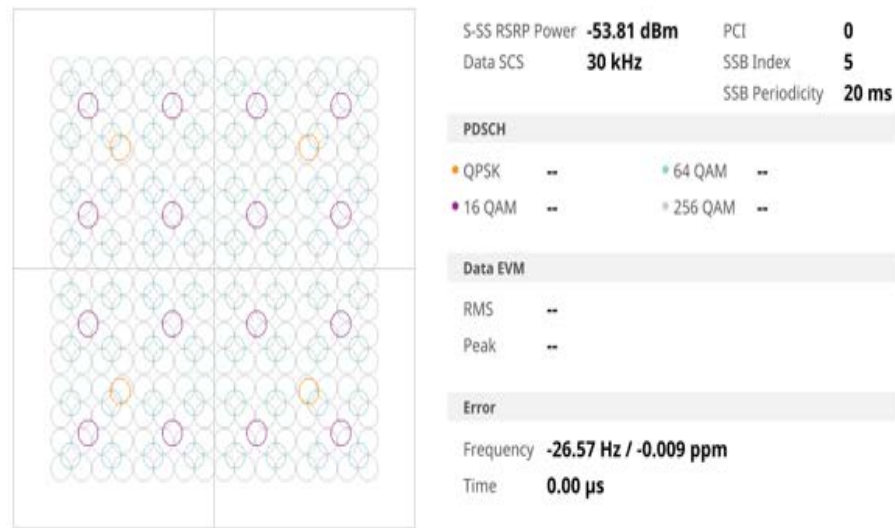 S-SS RSRP Power -53.81 dBm PCI 0
Data SCS 30 kHz SSB Index 5
SSB Periodicity 20 ms
PDSCH
QPSK -- 64 QAM --
16 QAM -- 256 QAM --
Data EVM
RMS --
Peak --
Error
Frequency -26.57 Hz / -0.009 ppm
Time 0.00 µs